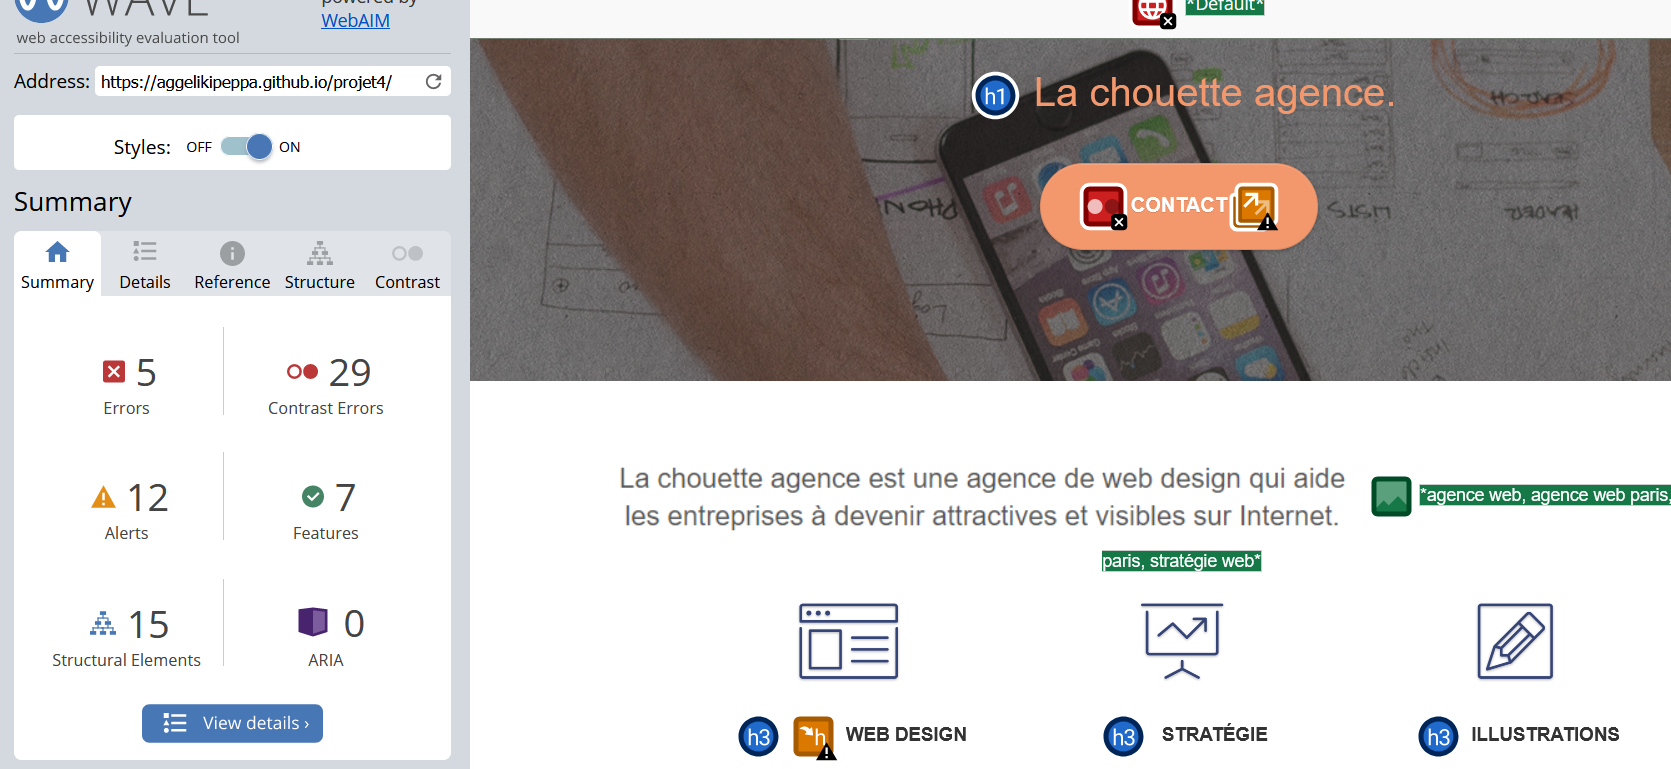 WAVE
powered by
WebAIM
web accessibility evaluation tool
Address: https://aggelikipeppa.github.io/projet4/
Styles: OFF ON
Summary
Summary Details Reference Structure Contrast
5 29
Errors Contrast Errors
12 7
Alerts Features
15 0
Structural Elements ARIA
View details ›
*Default*
h1 La chouette agence.
CONTACT
La chouette agence est une agence de web design qui aide
les entreprises à devenir attractives et visibles sur Internet.
*agence web, agence web paris,
paris, stratégie web*
h3 h WEB DESIGN h3 STRATÉGIE h3 ILLUSTRATIONS